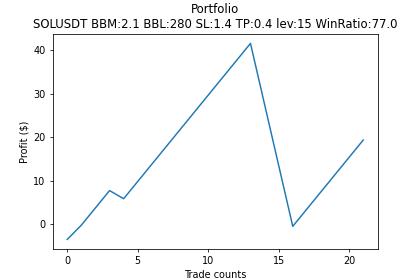 Portfolio
SOLUSDT BBM:2.1 BBL:280 SL:1.4 TP:0.4 lev:15 WinRatio:77.0
40
30
20
10
0
Profit ($)
0 5 10 15 20
Trade counts